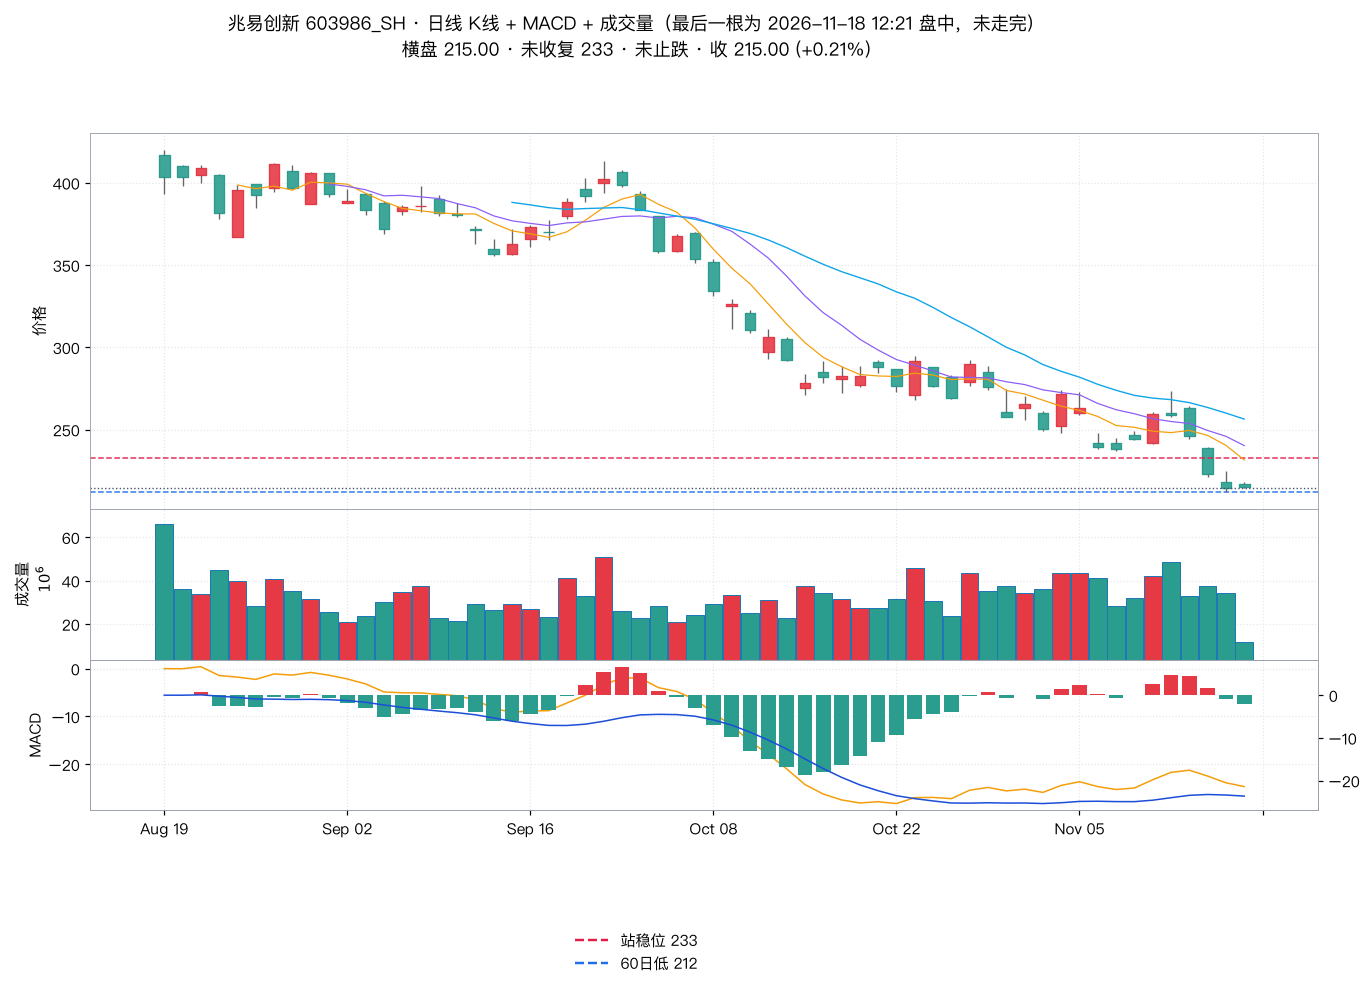 兆易创新 603986_SH · 日线 K线 + MACD + 成交量（最后一根为 2026−11−18 12:21 盘中，未走完）
横盘 215.00 · 未收复 233 · 未止跌 · 收 215.00 (+0.21%)
价格
400
350
300
250
成交量
10⁶
60
40
20
MACD
0
−10
−20
0
−10
−20
Aug 19
Sep 02
Sep 16
Oct 08
Oct 22
Nov 05
站稳位 233
60日低 212